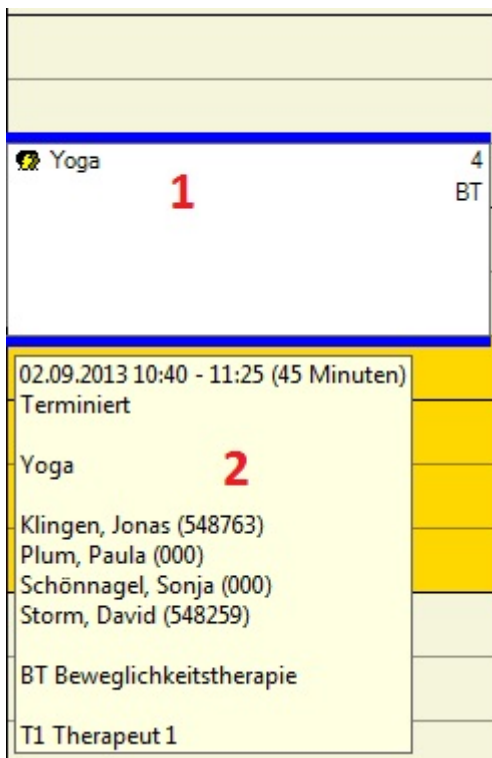 Yoga 4
1 BT
02.09.2013 10:40 - 11:25 (45 Minuten)
Terminiert
Yoga 2
Klingen, Jonas (548763)
Plum, Paula (000)
Schönnagel, Sonja (000)
Storm, David (548259)
BT Beweglichkeitstherapie
T1 Therapeut 1